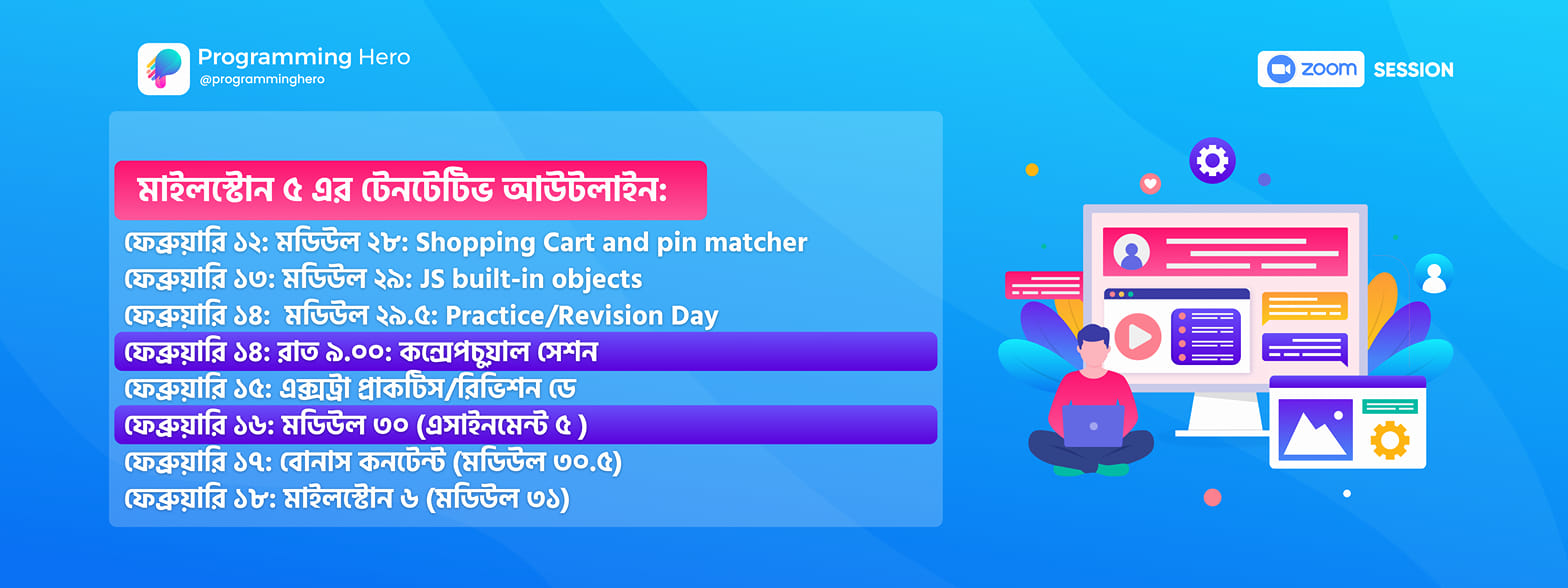 Programming Hero
@programminghero
zoom SESSION
মাইলস্টোন ৫ এর টেনটেটিভ আউটলাইন:
ফেব্রুয়ারি ১২: মডিউল ২৮: Shopping Cart and pin matcher
ফেব্রুয়ারি ১৩: মডিউল ২৯: JS built-in objects
ফেব্রুয়ারি ১৪: মডিউল ২৯.৫: Practice/Revision Day
ফেব্রুয়ারি ১৪: রাত ৯.০০: কন্সেপচুয়াল সেশন
ফেব্রুয়ারি ১৫: এক্সট্রা প্রাকটিস/রিভিশন ডে
ফেব্রুয়ারি ১৬: মডিউল ৩০ (এসাইনমেন্ট ৫ )
ফেব্রুয়ারি ১৭: বোনাস কনটেন্ট (মডিউল ৩০.৫)
ফেব্রুয়ারি ১৮: মাইলস্টোন ৬ (মডিউল ৩১)